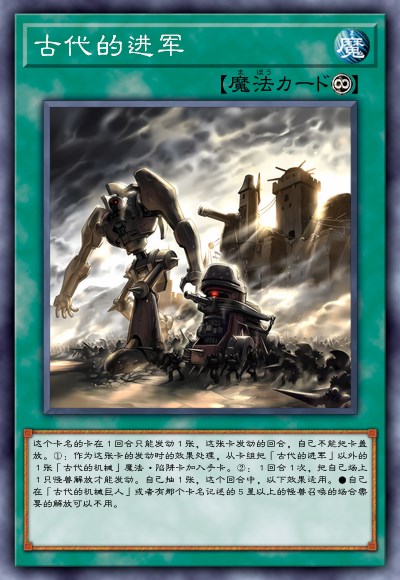 古代的进军
魔
【魔法カード】
まほう
这个卡名的卡在1回合只能发动1张，这张卡发动的回合，自己不能把卡盖
放。①：作为这张卡的发动时的效果处理，从卡组把「古代的进军」以外的
1张「古代的机械」魔法·陷阱卡加入手卡。②：1回合1次，把自己场上
1只怪兽解放才能发动。自己抽1张，这个回合中，以下效果适用。●自己
在「古代的机械巨人」或者有那个卡名记述的5星以上的怪兽召唤的场合需
要的解放可以不用。